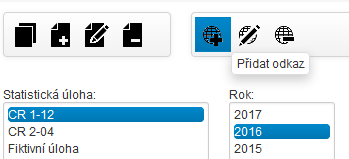 Přidat odkaz
Statistická úloha:
CR 1-12
CR 2-04
Fiktivní úloha
Rok:
2017
2016
2015